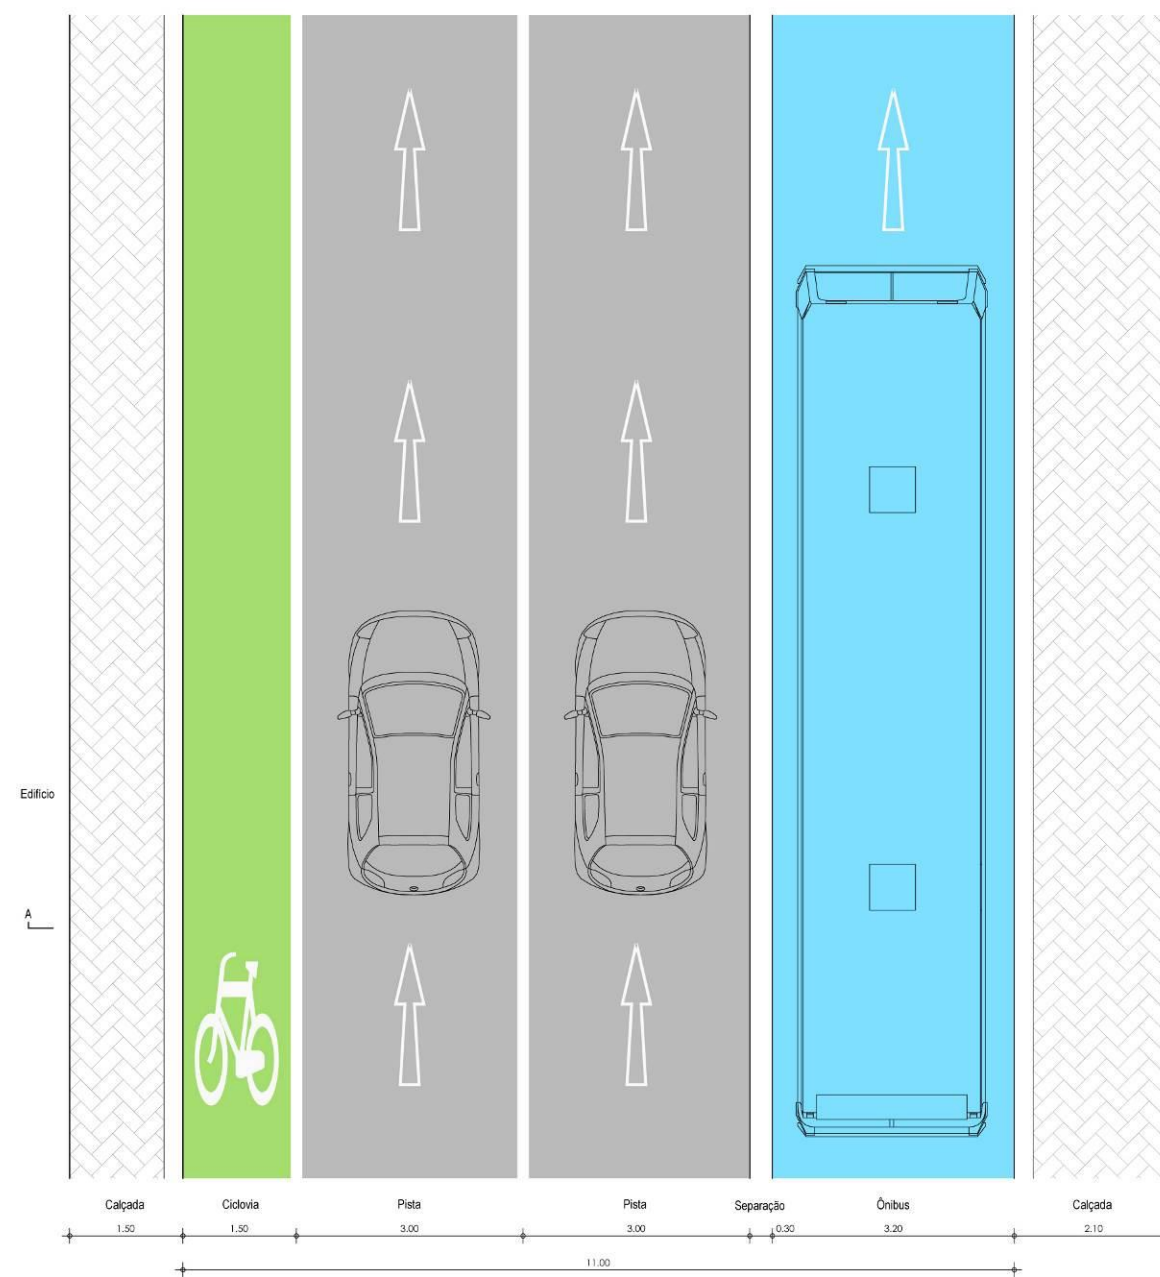 Edifício
A
Calçada Ciclovia Pista Pista Separação Ônibus Calçada
1.50 1.50 3.00 3.00 0.30 3.20 2.10
11.00